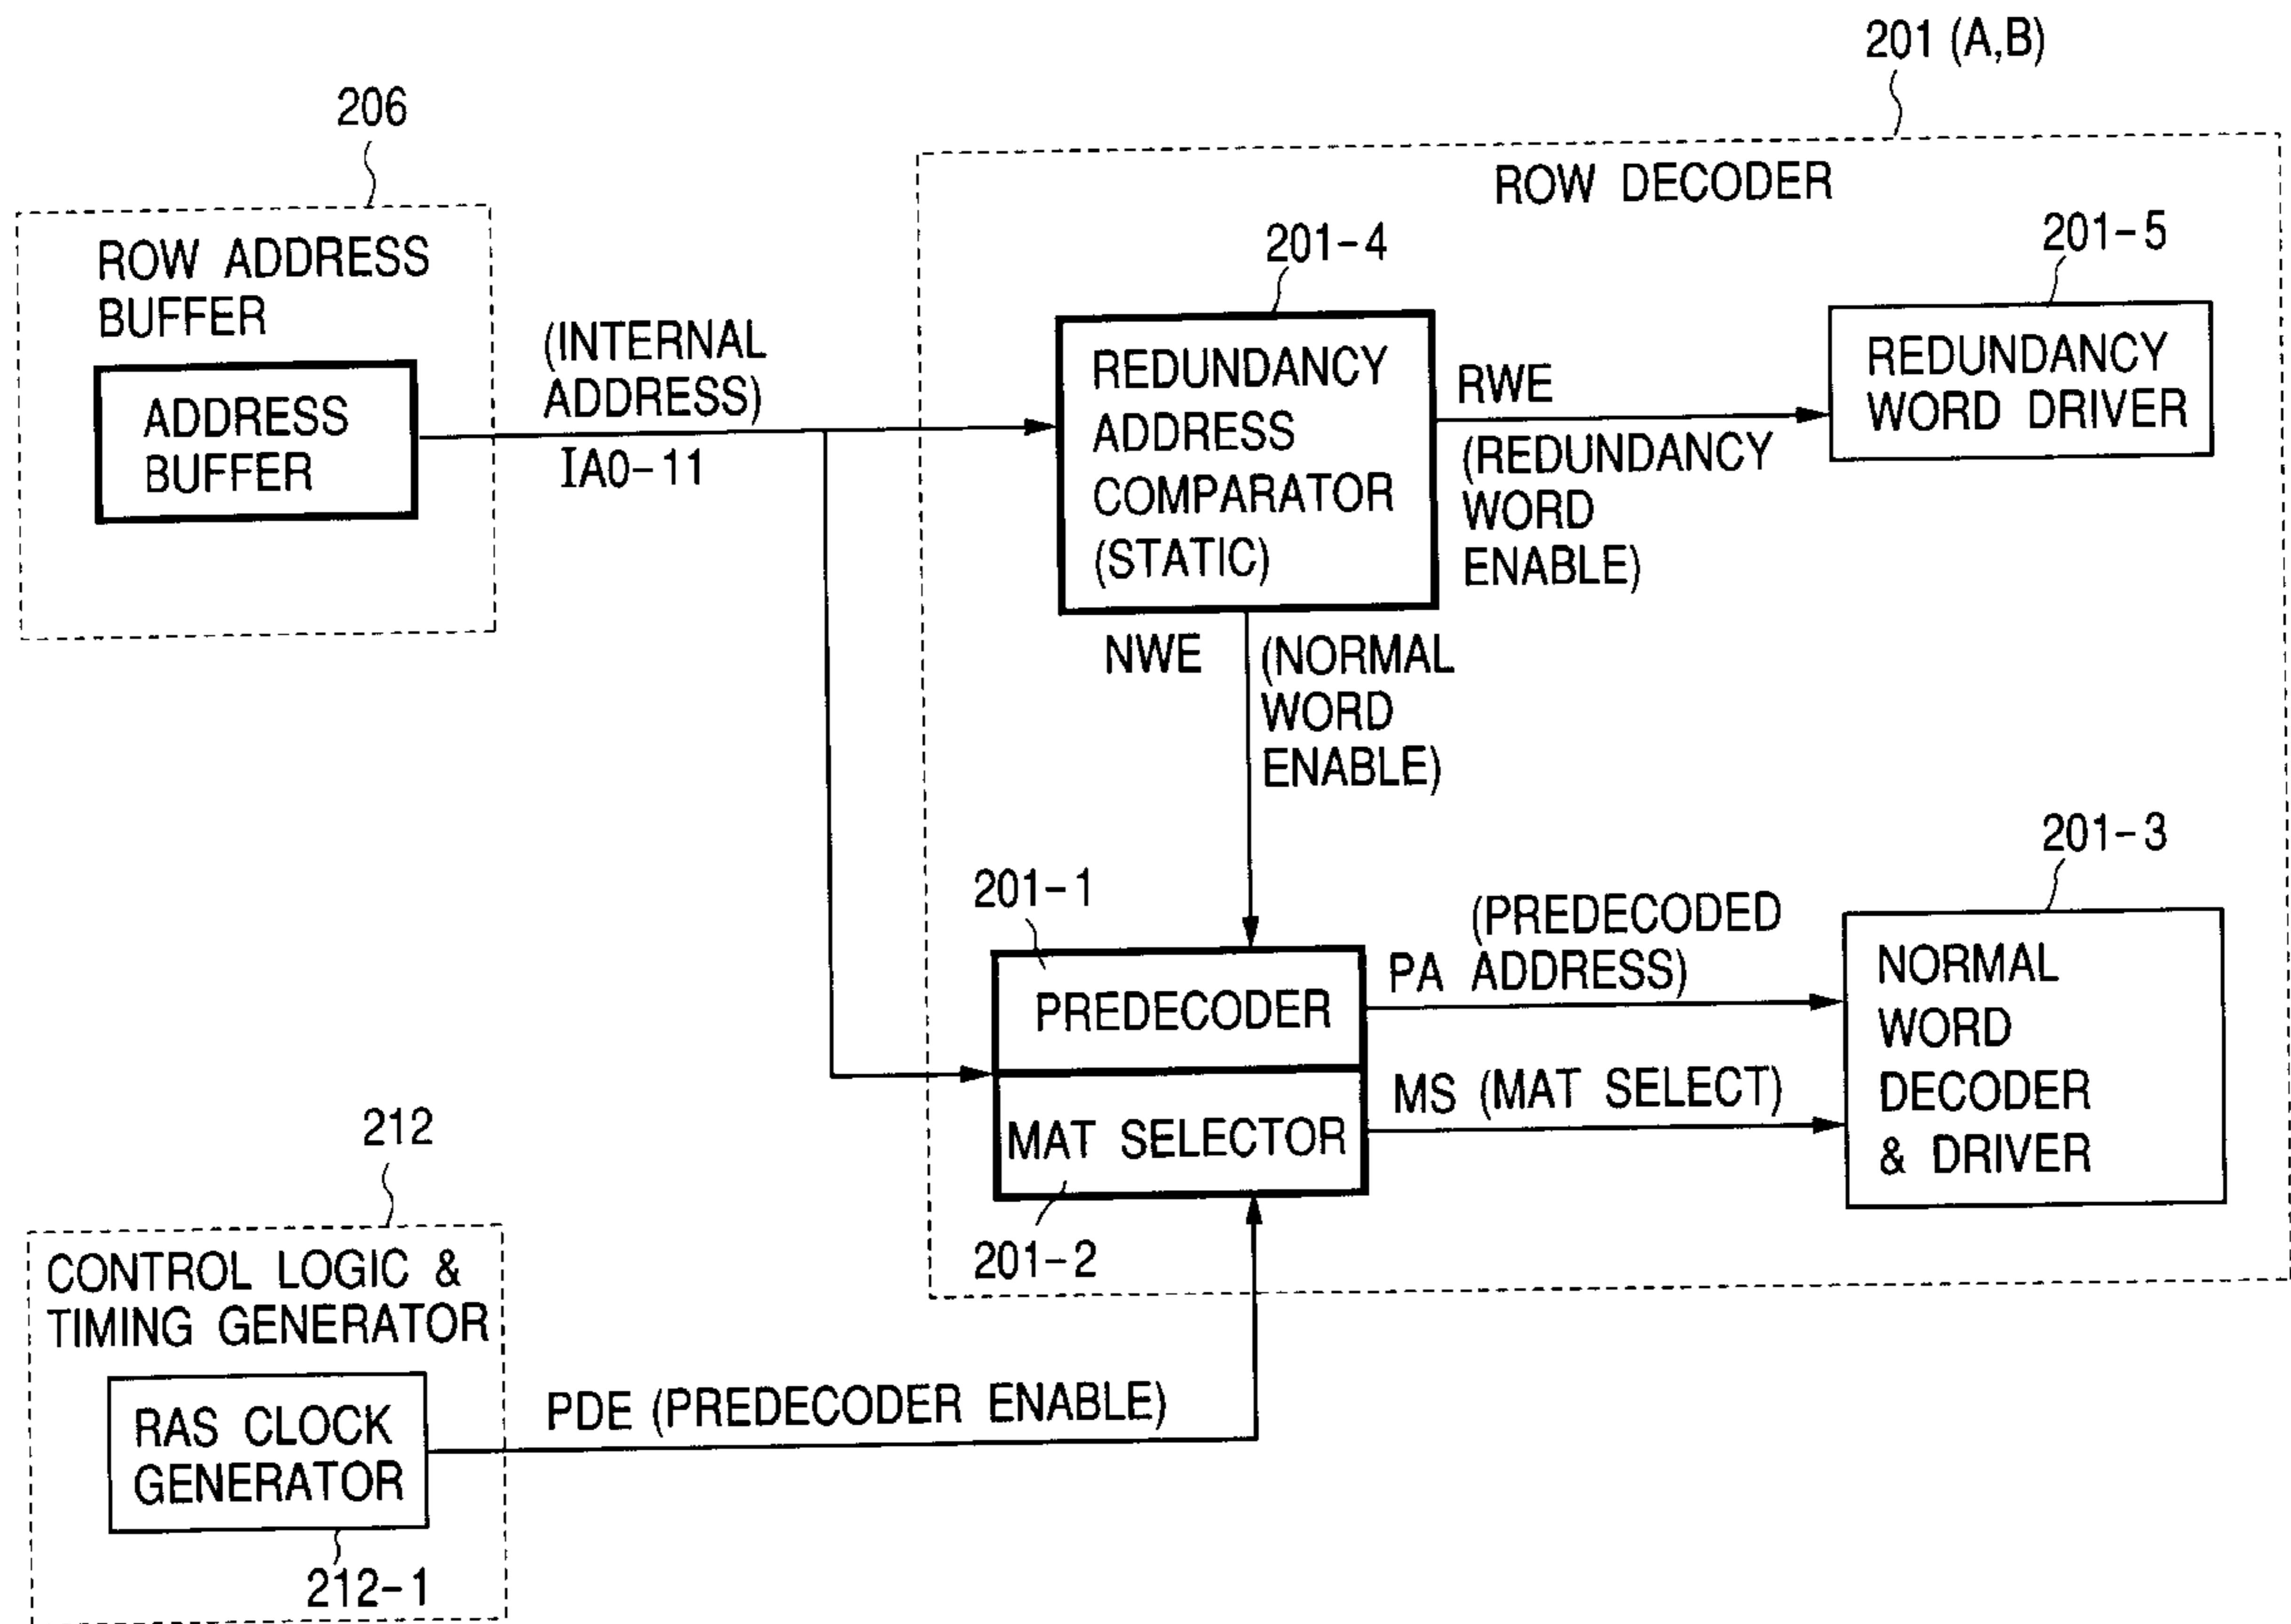 201 (A,B)
206
ROW DECODER
ROW ADDRESS
BUFFER
ADDRESS
BUFFER
(INTERNAL
ADDRESS)
IA0-11
201-4
REDUNDANCY
ADDRESS
COMPARATOR
(STATIC)
RWE
(REDUNDANCY
WORD
ENABLE)
201-5
REDUNDANCY
WORD DRIVER
NWE
(NORMAL
WORD
ENABLE)
201-1
PREDECODER
MAT SELECTOR
201-2
(PREDECODED
PA ADDRESS)
MS (MAT SELECT)
201-3
NORMAL
WORD
DECODER
& DRIVER
212
CONTROL LOGIC &
TIMING GENERATOR
RAS CLOCK
GENERATOR
212-1
PDE (PREDECODER ENABLE)